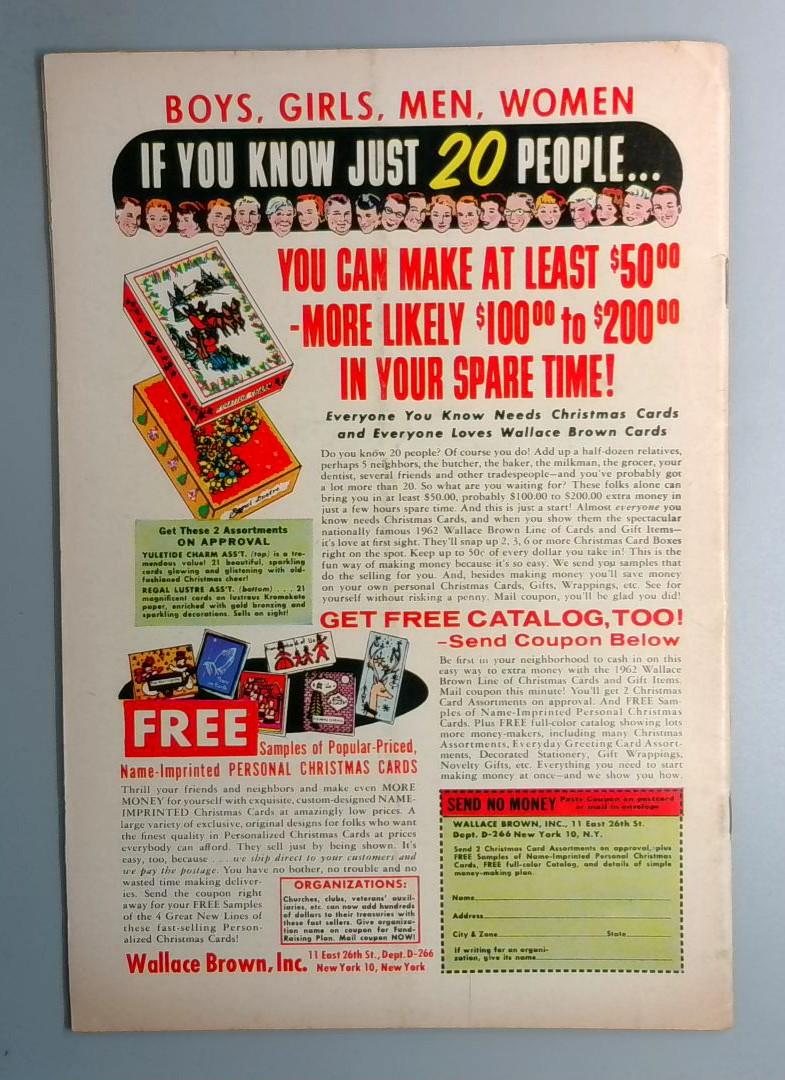 BOYS, GIRLS, MEN, WOMEN
IF YOU KNOW JUST 20 PEOPLE...
YOU CAN MAKE AT LEAST $50⁰⁰
-MORE LIKELY $100⁰⁰ to $200⁰⁰
IN YOUR SPARE TIME!
Everyone You Know Needs Christmas Cards
and Everyone Loves Wallace Brown Cards
Do you know 20 people? Of course you do! Add up a half-dozen relatives,
perhaps 5 neighbors, the butcher, the baker, the milkman, the grocer, your
dentist, several friends and other tradespeople—and you've probably got
a lot more than 20. So what are you waiting for? These folks alone can
bring you in at least $50.00, probably $100.00 to $200.00 extra money in
just a few hours spare time. And this is just a start! Almost everyone you
know needs Christmas Cards, and when you show them the spectacular
nationally famous 1962 Wallace Brown Line of Cards and Gift Items—
it's love at first sight. They'll snap up 2, 3, 6 or more Christmas Card Boxes
right on the spot. Keep up to 50¢ of every dollar you take in! This is the
fun way of making money because it's so easy. We send you samples that
do the selling for you. And, besides making money you'll save money
on your own personal Christmas Cards, Gifts, Wrappings, etc. See for
yourself without risking a penny. Mail coupon, you'll be glad you did!
Regal Lustre
Get These 2 Assortments
ON APPROVAL
YULETIDE CHARM ASS'T. (top) is a tre-
mendous value! 21 beautiful, sparkling
cards glowing and glistening with old-
fashioned Christmas cheer!
REGAL LUSTRE ASS'T. (bottom) . . . 21
magnificent cards on lustrous Kromekote
paper, enriched with gold bronzing and
sparkling decorations. Sells on sight!
GET FREE CATALOG, TOO!
–Send Coupon Below
Be first in your neighborhood to cash in on this
easy way to extra money with the 1962 Wallace
Brown Line of Christmas Cards and Gift Items.
Mail coupon this minute! You'll get 2 Christmas
Card Assortments on approval. And FREE Sam-
ples of Name-Imprinted Personal Christmas
Cards. Plus FREE full-color catalog showing lots
more money-makers, including many Christmas
Assortments, Everyday Greeting Card Assort-
ments, Decorated Stationery, Gift Wrappings,
Novelty Gifts, etc. Everything you need to start
making money at once—and we show you how.
FREE
Samples of Popular-Priced,
Name-Imprinted PERSONAL CHRISTMAS CARDS
Thrill your friends and neighbors and make even MORE
MONEY for yourself with exquisite, custom-designed NAME-
IMPRINTED Christmas Cards at amazingly low prices. A
large variety of exclusive, original designs for folks who want
the finest quality in Personalized Christmas Cards at prices
everybody can afford. They sell just by being shown. It's
easy, too, because . . . we ship direct to your customers and
we pay the postage. You have no bother, no trouble and no
wasted time making deliver-
ies. Send the coupon right
away for your FREE Samples
of the 4 Great New Lines of
these fast-selling Person-
alized Christmas Cards!
ORGANIZATIONS:
Churches, clubs, veterans' auxil-
iaries, etc. can now add hundreds
of dollars to their treasuries with
these fast sellers. Give organiza-
tion name on coupon for Fund-
Raising Plan. Mail coupon NOW!
Wallace Brown, Inc. 11 East 26th St., Dept. D-266
New York 10, New York
SEND NO MONEY Paste Coupon on postcard
or mail in envelope
WALLACE BROWN, INC., 11 East 26th St.
Dept. D-266 New York 10, N.Y.
Send 2 Christmas Card Assortments on approval, plus
FREE Samples of Name-Imprinted Personal Christmas
Cards, FREE full-color Catalog, and details of simple
money-making plan.
Name
Address
City & Zone State
If writing for an organi-
zation, give its name